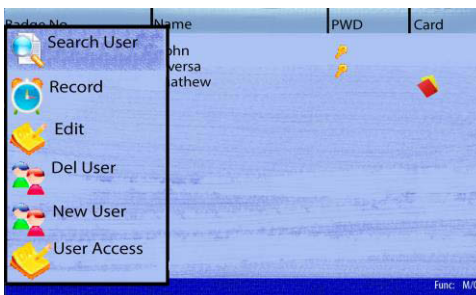 Badge No Name PWD Card
Search User
Record
Edit
Del User
New User
User Access
ohn
versa
athew
Func: